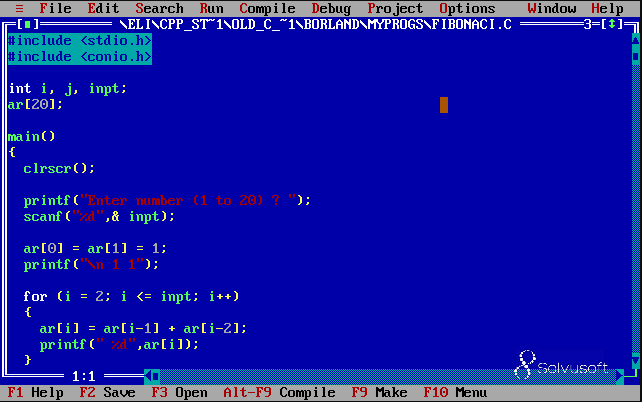 ≡ File Edit Search Run Compile Debug Project Options Window Help
[■] \ELI\CPP_ST~1\OLD_C_~1\BORLAND\MYPROGS\FIBONACI.C 3=[↕]
#include <stdio.h>
#include <conio.h>
int i, j, inpt;
ar[20];
main()
{
clrscr();
printf("Enter number (1 to 20) ? ");
scanf("%d",& inpt);
ar[0] = ar[1] = 1;
printf("\n 1 1");
for (i = 2; i <= inpt; i++)
{
ar[i] = ar[i-1] + ar[i-2];
printf(" %d",ar[i]);
}
Solvusoft
1:1
F1 Help F2 Save F3 Open Alt-F9 Compile F9 Make F10 Menu